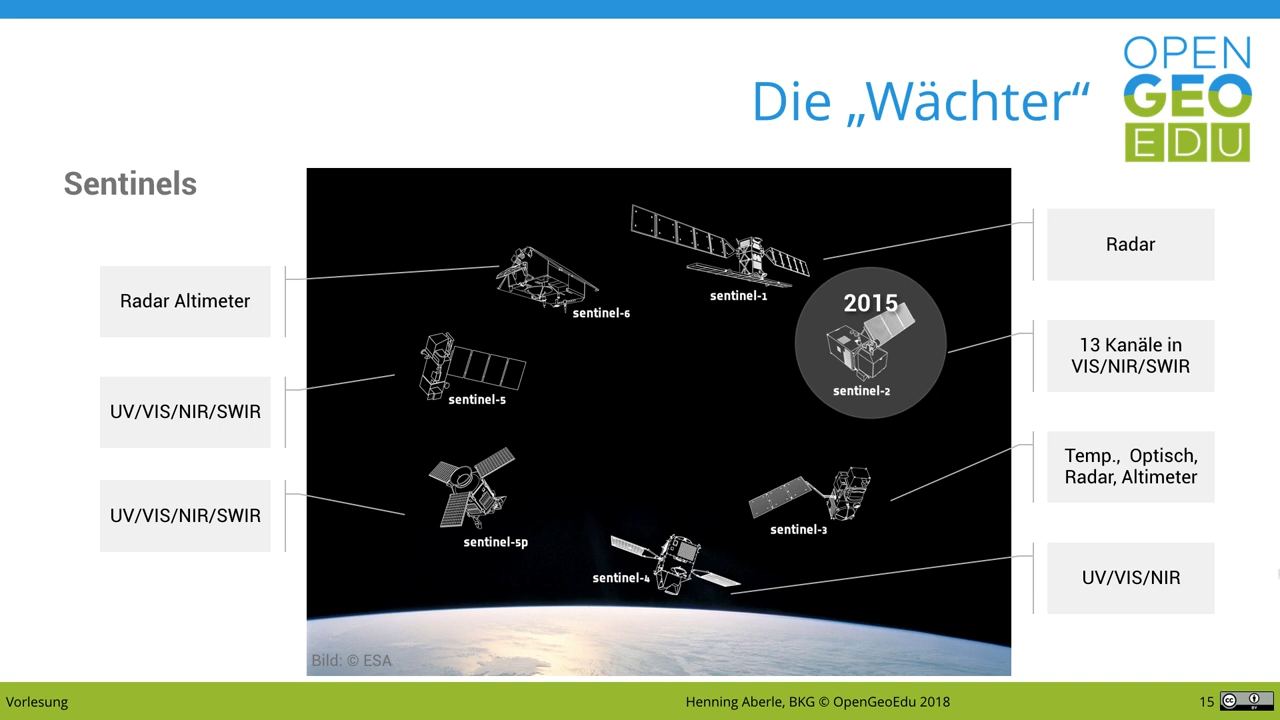 OPEN
GEO
EDU
Die „Wächter“
Sentinels
Radar Altimeter
UV/VIS/NIR/SWIR
UV/VIS/NIR/SWIR
sentinel-6
sentinel-1
2015
sentinel-2
sentinel-5
sentinel-5p
sentinel-3
sentinel-4
Radar
13 Kanäle in
VIS/NIR/SWIR
Temp.,  Optisch,
Radar, Altimeter
UV/VIS/NIR
Bild: © ESA
Vorlesung
Henning Aberle, BKG © OpenGeoEdu 2018
15
cc
BY